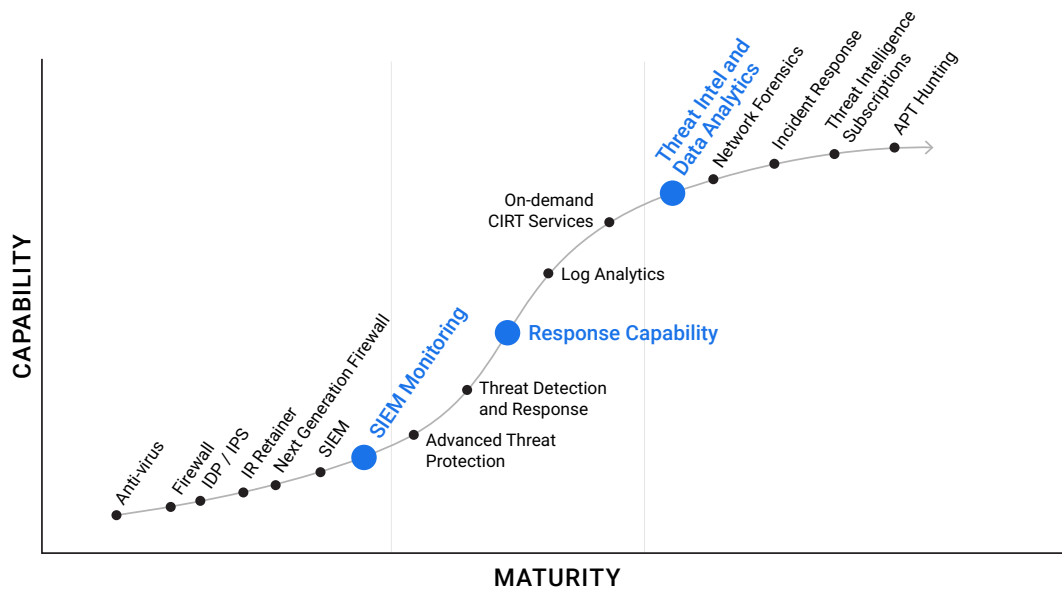 CAPABILITY
Anti-virus
Firewall
IDP / IPS
IR Retainer
Next Generation Firewall
SIEM
SIEM Monitoring
Advanced Threat
Protection
Threat Detection
and Response
Response Capability
Log Analytics
On-demand
CIRT Services
Threat Intel and
Data Analytics
Network Forensics
Incident Response
Threat Intelligence
Subscriptions
APT Hunting
MATURITY